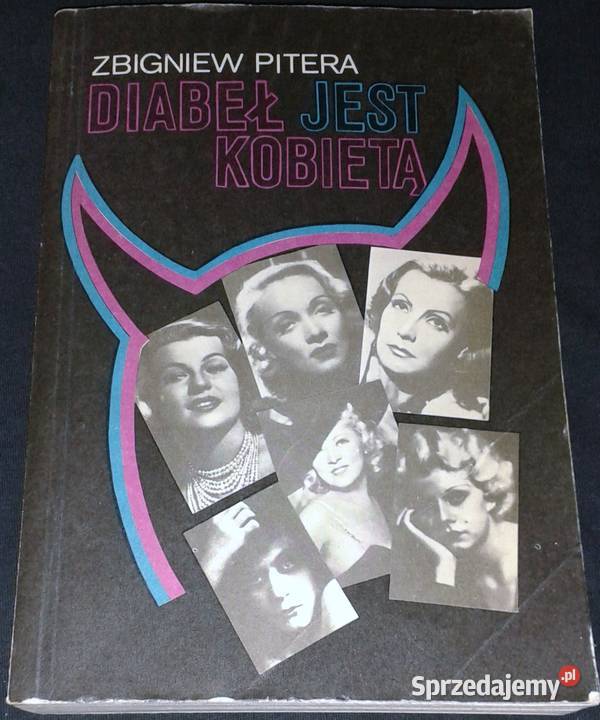 ZBIGNIEW PITERA
DIABEŁ JEST
KOBIETĄ
Sprzedajemy.pl